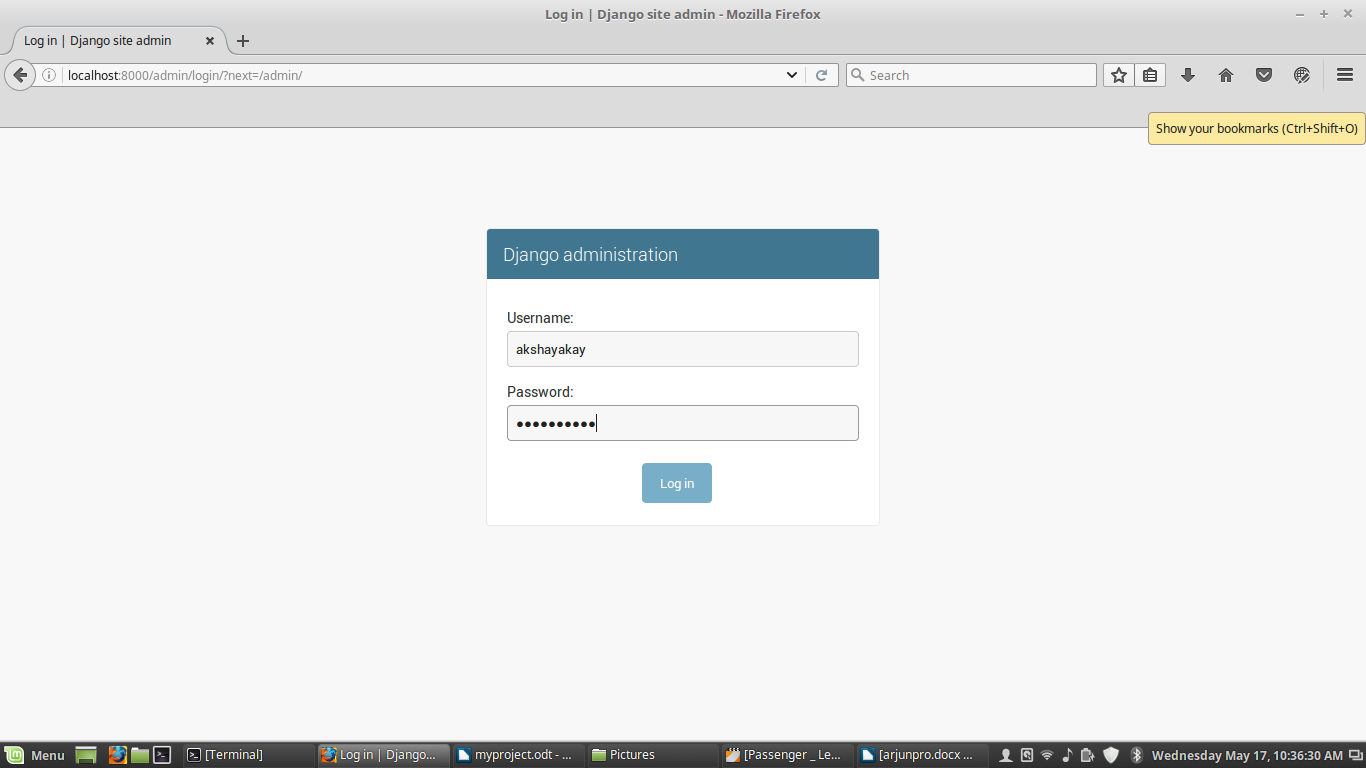 Log in | Django site admin - Mozilla Firefox
Log in | Django site admin
localhost:8000/admin/login/?next=/admin/
Search
Show your bookmarks (Ctrl+Shift+O)
Django administration
Username:
akshayakay
Password:
••••••••••
Log in
Menu
[Terminal]
Log in | Django...
myproject.odt - ...
Pictures
[Passenger _ Le...
[arjunpro.docx ...
Wednesday May 17, 10:36:30 AM